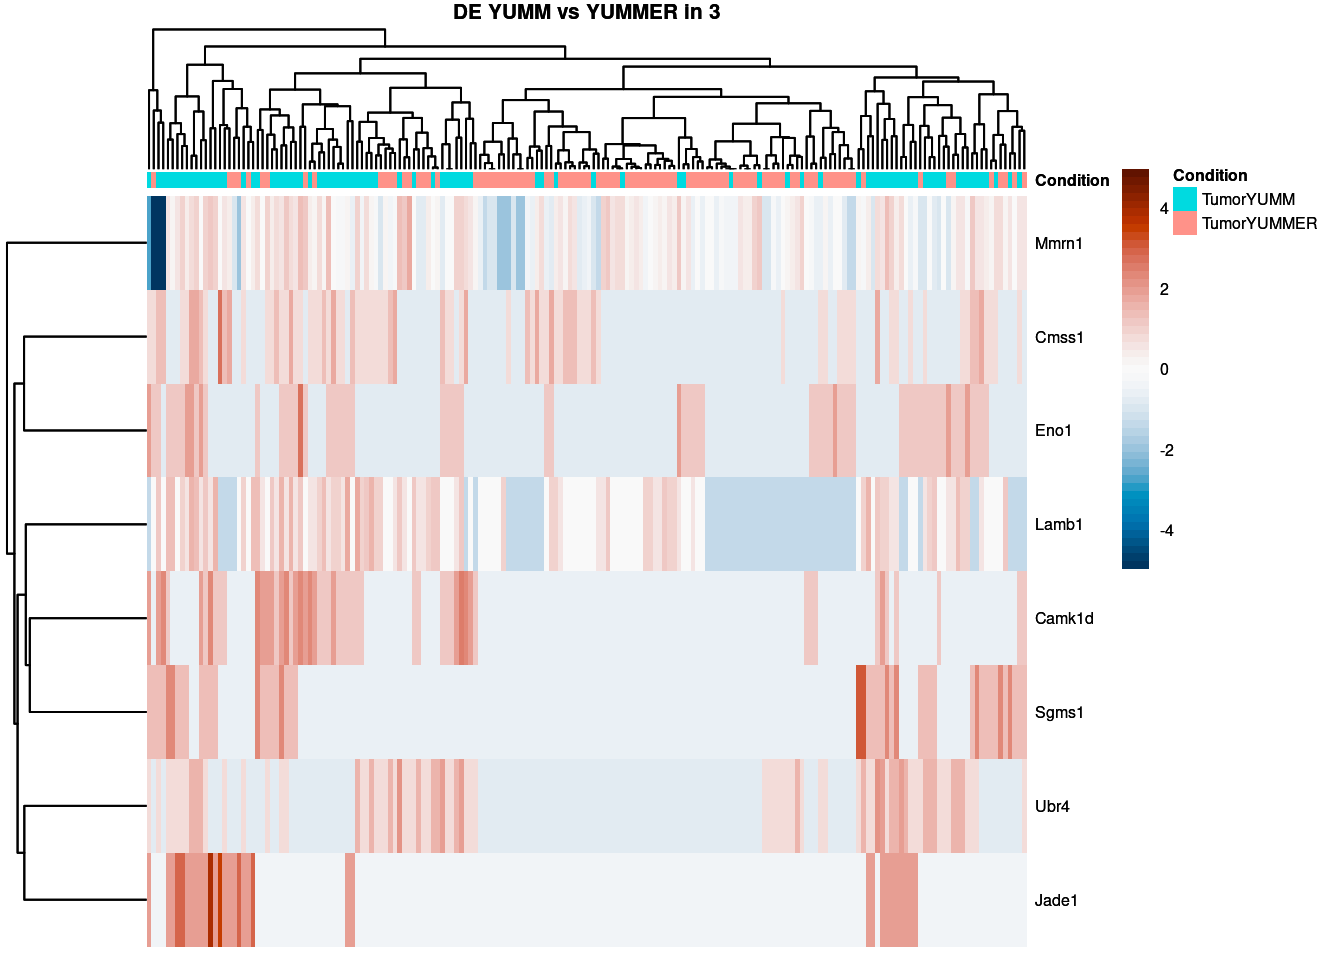 DE YUMM vs YUMMER in 3
Condition
Mmrn1
Cmss1
Eno1
Lamb1
Camk1d
Sgms1
Ubr4
Jade1
4
2
0
-2
-4
Condition
TumorYUMM
TumorYUMMER